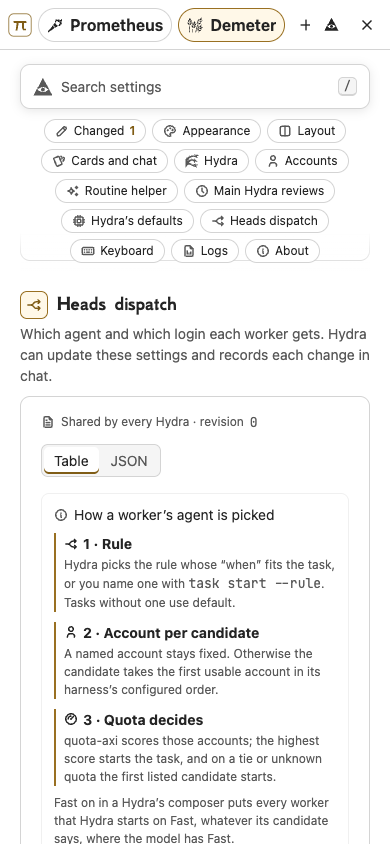 π Prometheus Demeter
Search settings /
Changed 1 Appearance Layout
Cards and chat Hydra Accounts
Routine helper Main Hydra reviews
Hydra's defaults Heads dispatch
Keyboard Logs About
Heads dispatch
Which agent and which login each worker gets. Hydra
can update these settings and records each change in
chat.
Shared by every Hydra · revision 0
Table JSON
How a worker's agent is picked
1 · Rule
Hydra picks the rule whose “when” fits the task,
or you name one with task start --rule.
Tasks without one use default.
2 · Account per candidate
A named account stays fixed. Otherwise the
candidate takes the first usable account in its
harness's configured order.
3 · Quota decides
quota-axi scores those accounts; the highest
score starts the task, and on a tie or unknown
quota the first listed candidate starts.
Fast on in a Hydra's composer puts every worker
that Hydra starts on Fast, whatever its candidate
says, where the model has Fast.